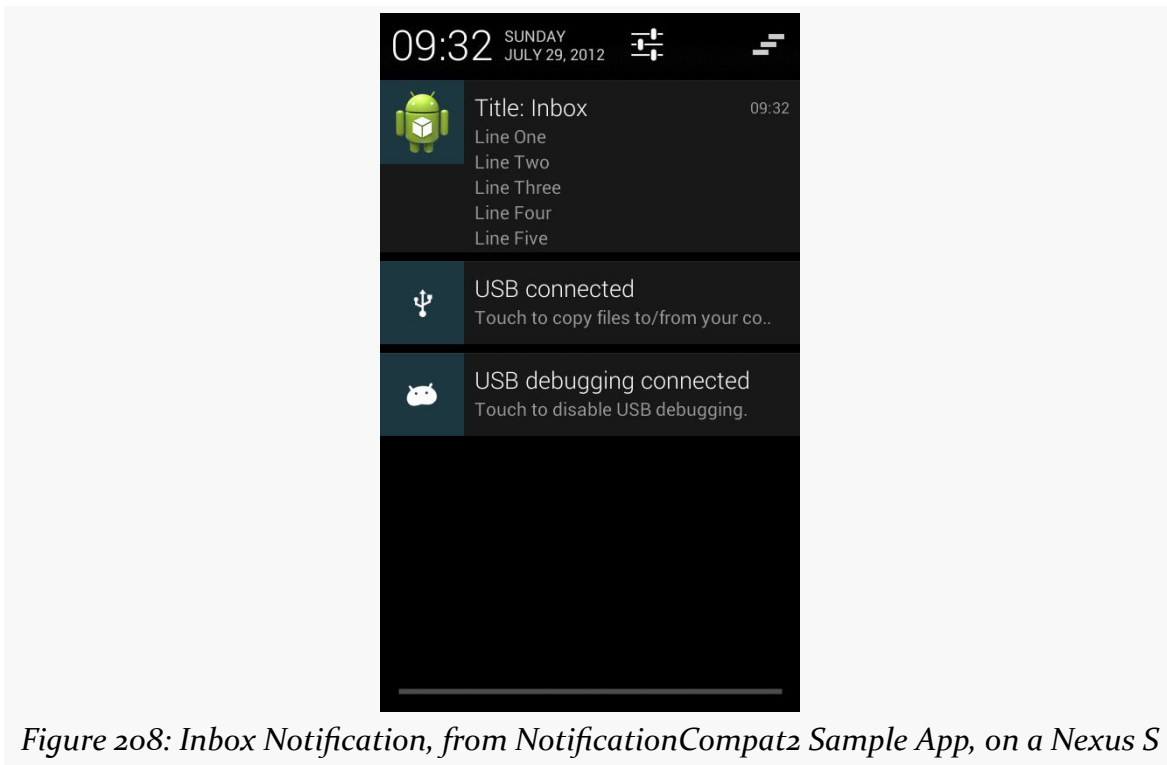 09:32 SUNDAY
JULY 29, 2012
Title: Inbox 09:32
Line One
Line Two
Line Three
Line Four
Line Five
USB connected
Touch to copy files to/from your co..
USB debugging connected
Touch to disable USB debugging.
Figure 208: Inbox Notification, from NotificationCompat2 Sample App, on a Nexus S